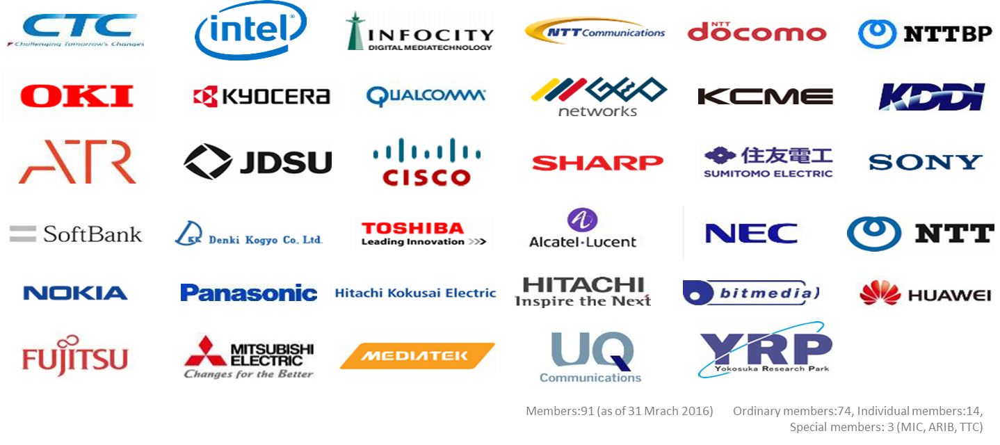 CTC
Challenging Tomorrow's Changes
intel®
INFOCITY
DIGITAL MEDIATECHNOLOGY
NTT Communications
NTT
döcomo
NTTBP
OKI
KYOCERA
QUALCOMM®
GEO
networks
KCME
KDDI
ATR
JDSU
CISCO
SHARP
住友電工
SUMITOMO ELECTRIC
SONY
SoftBank
DKK Denki Kogyo Co., Ltd.
TOSHIBA
Leading Innovation >>>
Alcatel·Lucent
NEC
NTT
NOKIA
Panasonic
Hitachi Kokusai Electric
HITACHI
Inspire the Next
bitmedia
HUAWEI
FUJITSU
MITSUBISHI
ELECTRIC
Changes for the Better
MEDIATEK
UQ
Communications
YRP
Yokosuka Research Park
Members:91 (as of 31 Mrach 2016) Ordinary members:74, Individual members:14,
Special members: 3 (MIC, ARIB, TTC)